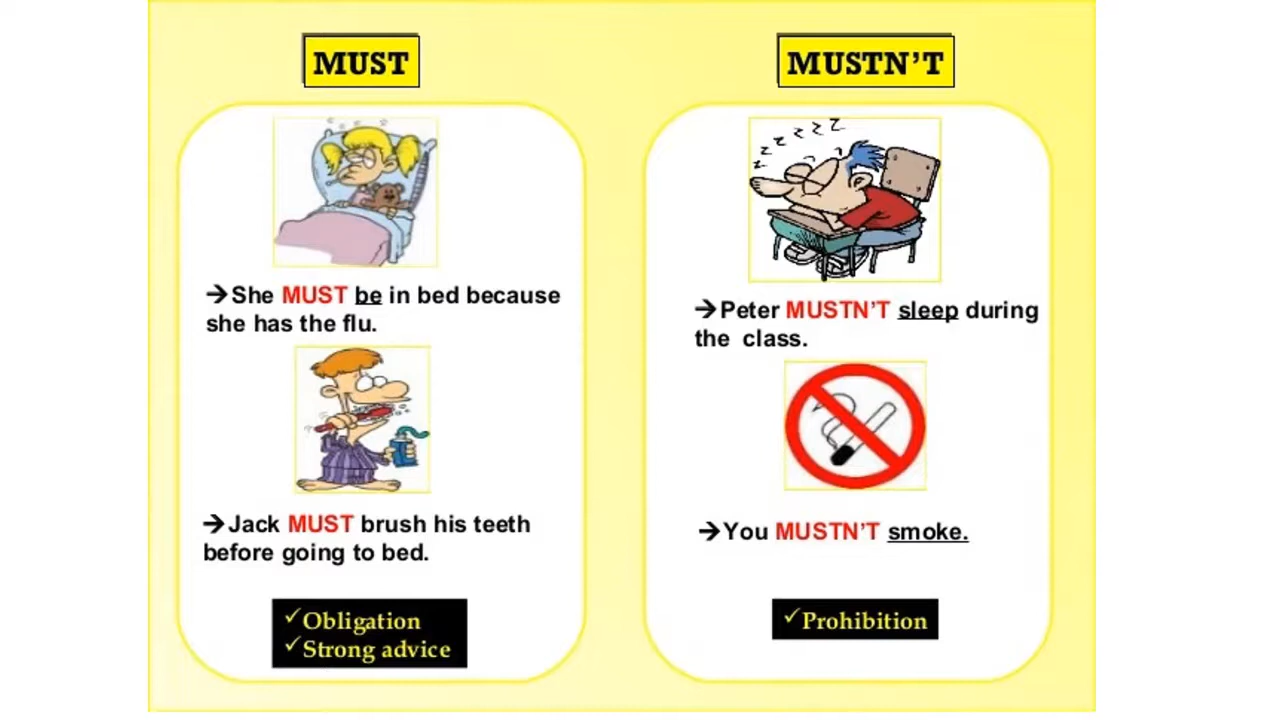 MUST
➔She MUST be in bed because
she has the flu.
➔Jack MUST brush his teeth
before going to bed.
✓Obligation
✓Strong advice
MUSTN’T
z z z z z z
➔Peter MUSTN’T sleep during
the class.
➔You MUSTN’T smoke.
✓Prohibition